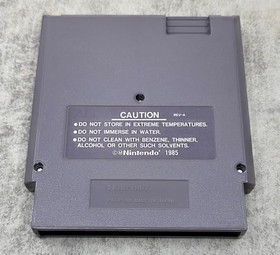 CAUTION REV-A
•DO NOT STORE IN EXTREME TEMPERATURES.
•DO NOT IMMERSE IN WATER.
•DO NOT CLEAN WITH BENZENE, THINNER,
ALCOHOL OR OTHER SUCH SOLVENTS.
©®Nintendo® 1985